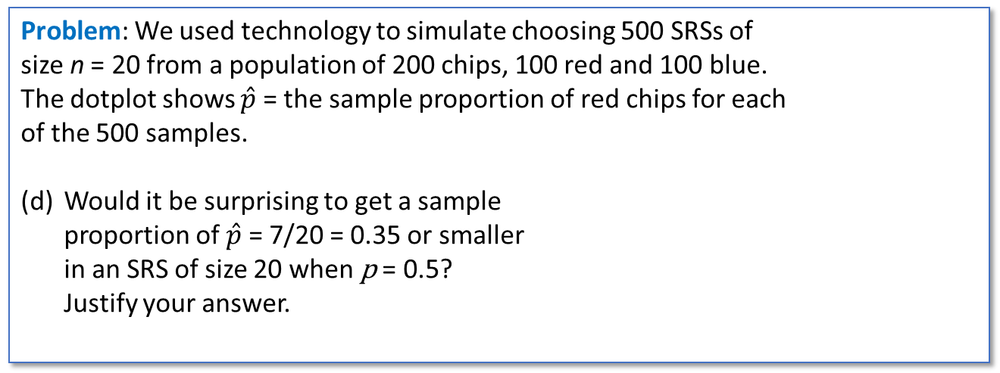 Problem: We used technology to simulate choosing 500 SRSs of
size n = 20 from a population of 200 chips, 100 red and 100 blue.
The dotplot shows p̂ = the sample proportion of red chips for each
of the 500 samples.
(d) Would it be surprising to get a sample
proportion of p̂ = 7/20 = 0.35 or smaller
in an SRS of size 20 when p = 0.5?
Justify your answer.